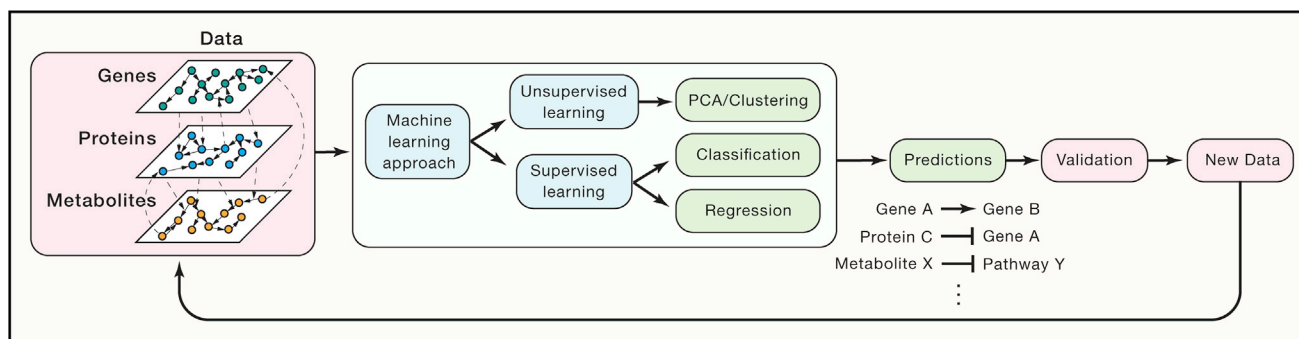 Data
Genes
Proteins
Metabolites
Machine
learning
approach
Unsupervised
learning
Supervised
learning
PCA/Clustering
Classification
Regression
Predictions
Validation
New Data
Gene A Gene B
Protein C Gene A
Metabolite X Pathway Y